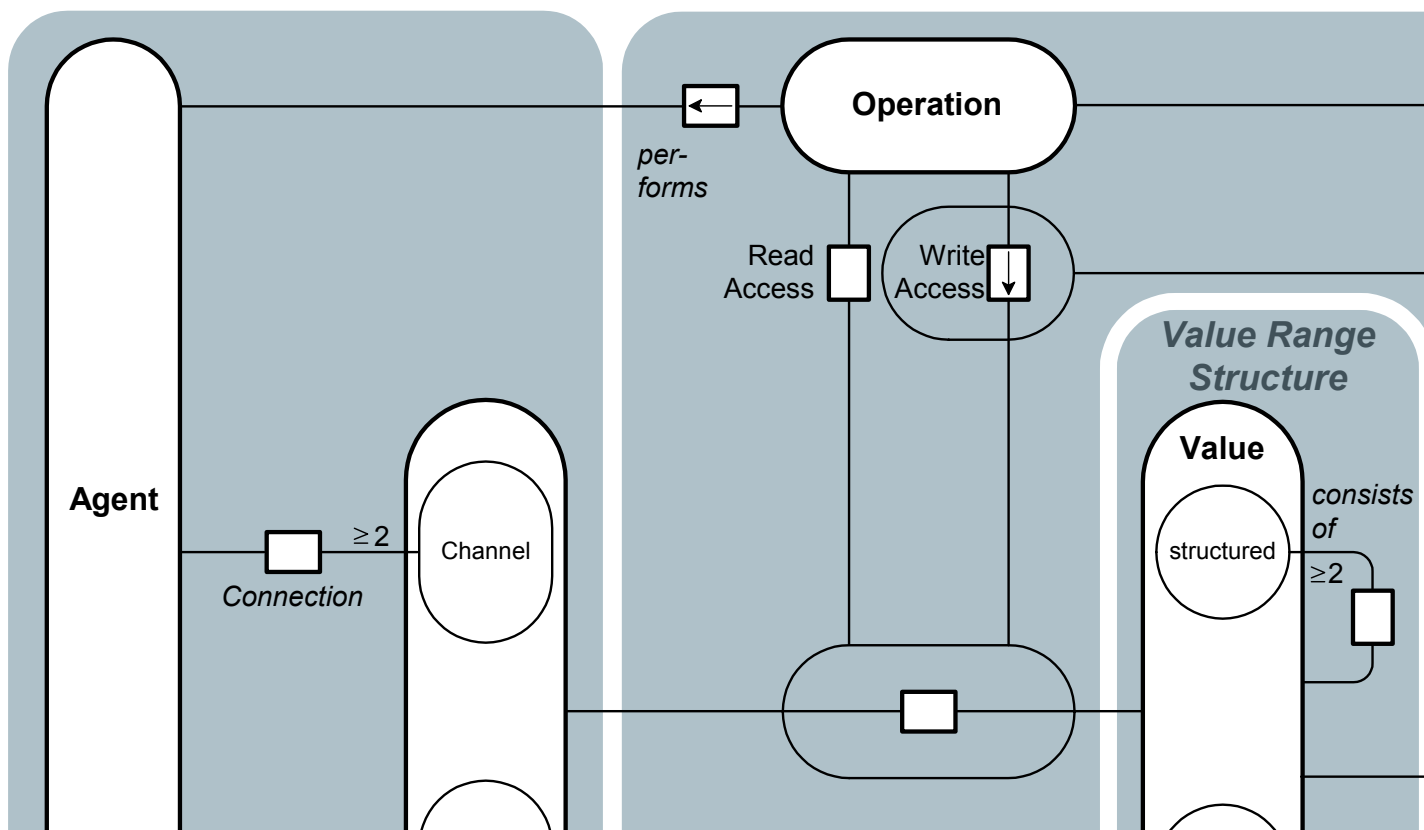 Operation
per-
forms
Read
Access
Write
Access
Value Range
Structure
Value
consists
of
Agent
≥ 2
Channel
structured
≥2
Connection